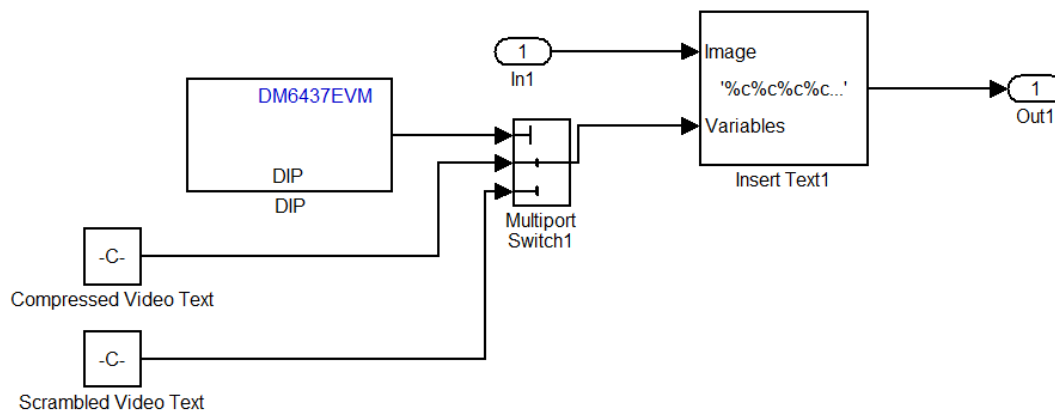 1
In1
Image
'%c%c%c%c...'
Variables
Insert Text1
1
Out1
DM6437EVM
DIP
DIP
Multiport
Switch1
-C-
Compressed Video Text
-C-
Scrambled Video Text